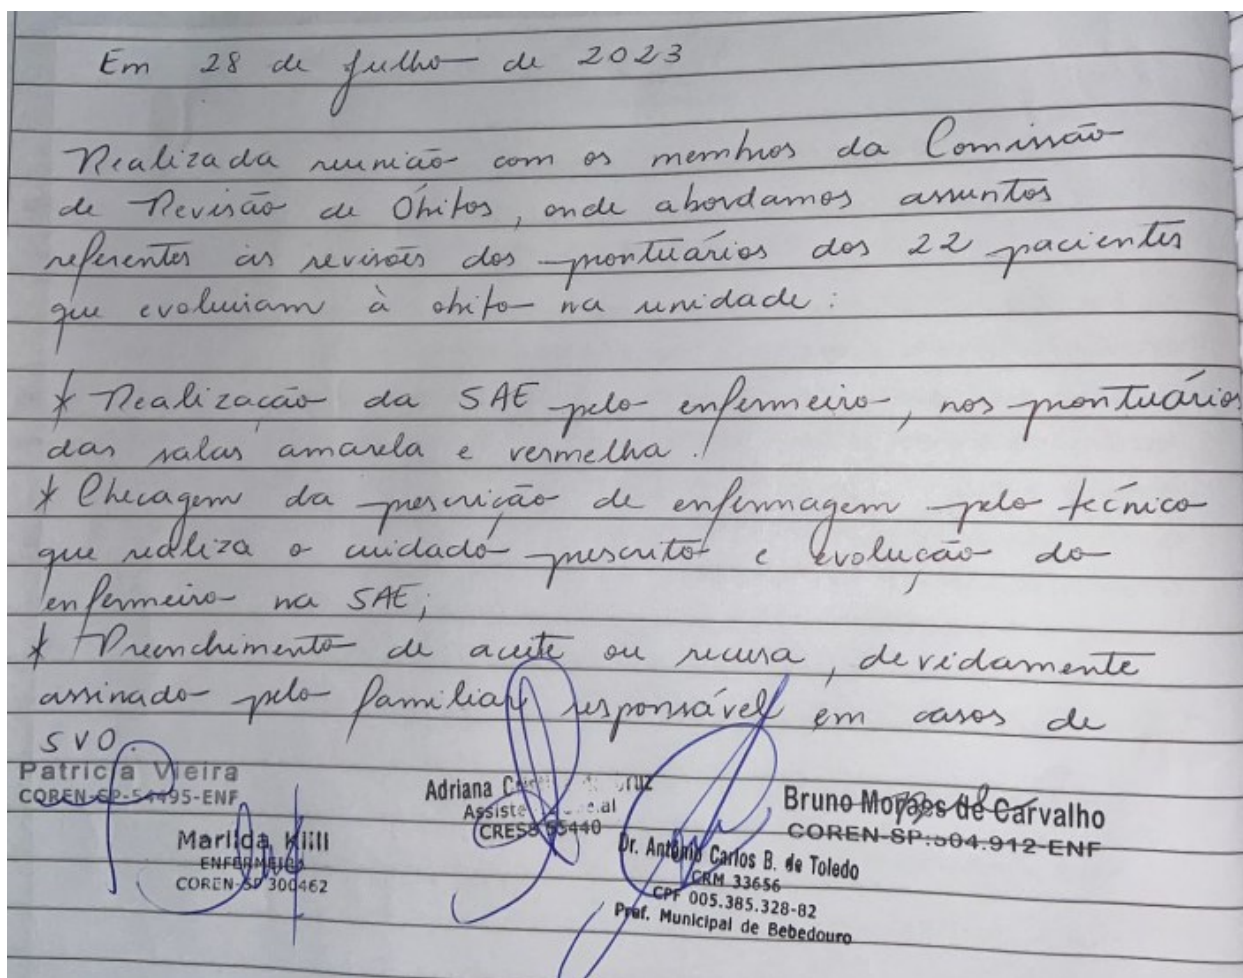 Em 28 de Julho de 2023
Realizada reunião com os membros da Comissão
de Revisão de Óbitos, onde abordamos assuntos
referentes às revisões dos prontuários dos 22 pacientes
que evoluiam à obito na unidade:
* Realização da SAE pelo enfermeiro, nos prontuários
das salas amarela e vermelha.
* Checagem da prescrição de enfermagem pelo técnico
que realiza o cuidado prescrito e evolução do
enfermeiro na SAE;
* Preenchimento de aceite ou recusa, devidamente
assinado pelo familiar responsável em casos de
SVO.
Patricia Vieira
COREN-SP-54495-ENF
Marilda Klill
ENFERMEIRA
COREN-SP 300462
Adriana
CRESS 55440
Bruno Moraes de Carvalho
COREN-SP:504.912-ENF
Dr. Antônio Carlos B. de Toledo
CRM 33656
CPF 005.385.328-82
Pref. Municipal de Bebedouro